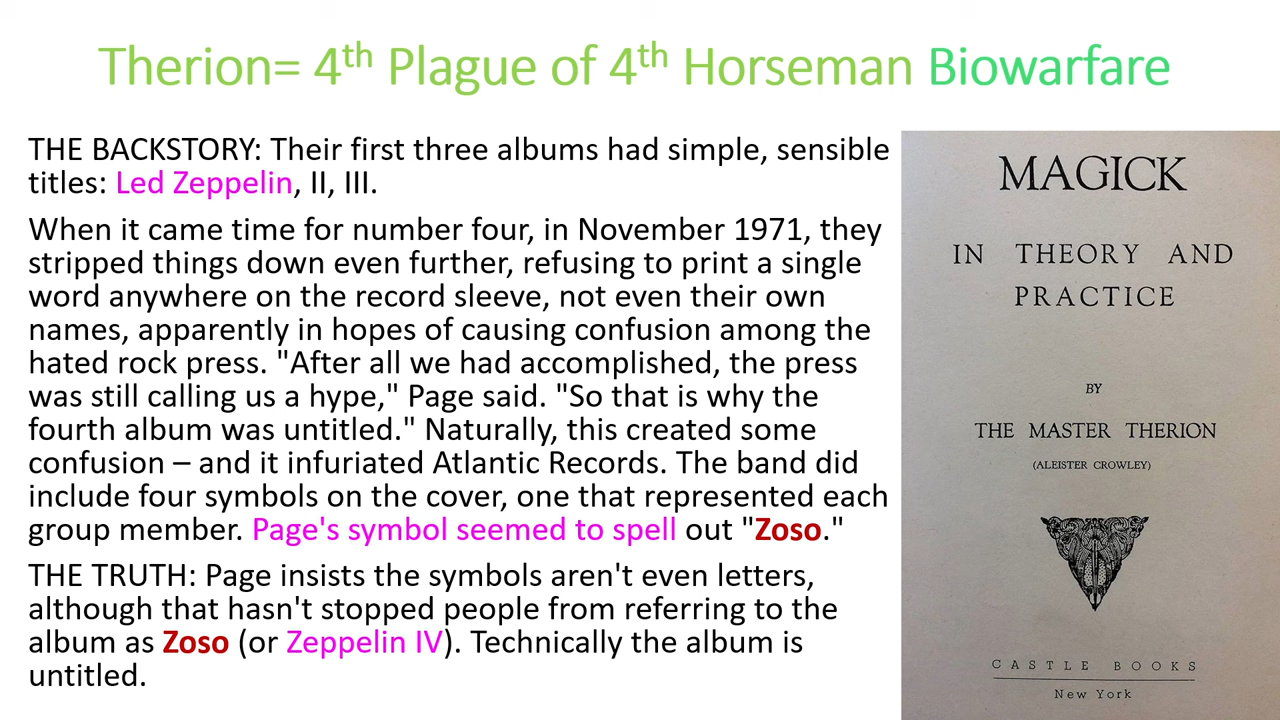 Therion= 4th Plague of 4th Horseman Biowarfare
THE BACKSTORY: Their first three albums had simple, sensible
titles: Led Zeppelin, II, III.
When it came time for number four, in November 1971, they
stripped things down even further, refusing to print a single
word anywhere on the record sleeve, not even their own
names, apparently in hopes of causing confusion among the
hated rock press. "After all we had accomplished, the press
was still calling us a hype," Page said. "So that is why the
fourth album was untitled." Naturally, this created some
confusion – and it infuriated Atlantic Records. The band did
include four symbols on the cover, one that represented each
group member. Page's symbol seemed to spell out "Zoso."
THE TRUTH: Page insists the symbols aren't even letters,
although that hasn't stopped people from referring to the
album as Zoso (or Zeppelin IV). Technically the album is
untitled.
MAGICK
IN THEORY AND
PRACTICE
BY
THE MASTER THERION
(ALEISTER CROWLEY)
CASTLE BOOKS
New York